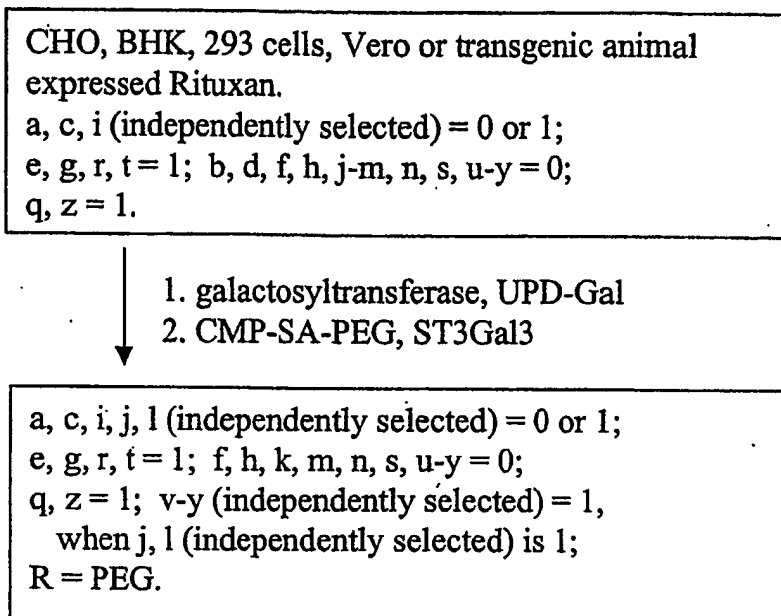 CHO, BHK, 293 cells, Vero or transgenic animal
expressed Rituxan.
a, c, i (independently selected) = 0 or 1;
e, g, r, t = 1; b, d, f, h, j-m, n, s, u-y = 0;
q, z = 1.
1. galactosyltransferase, UPD-Gal
2. CMP-SA-PEG, ST3Gal3
a, c, i, j, l (independently selected) = 0 or 1;
e, g, r, t = 1; f, h, k, m, n, s, u-y = 0;
q, z = 1; v-y (independently selected) = 1,
when j, l (independently selected) is 1;
R = PEG.